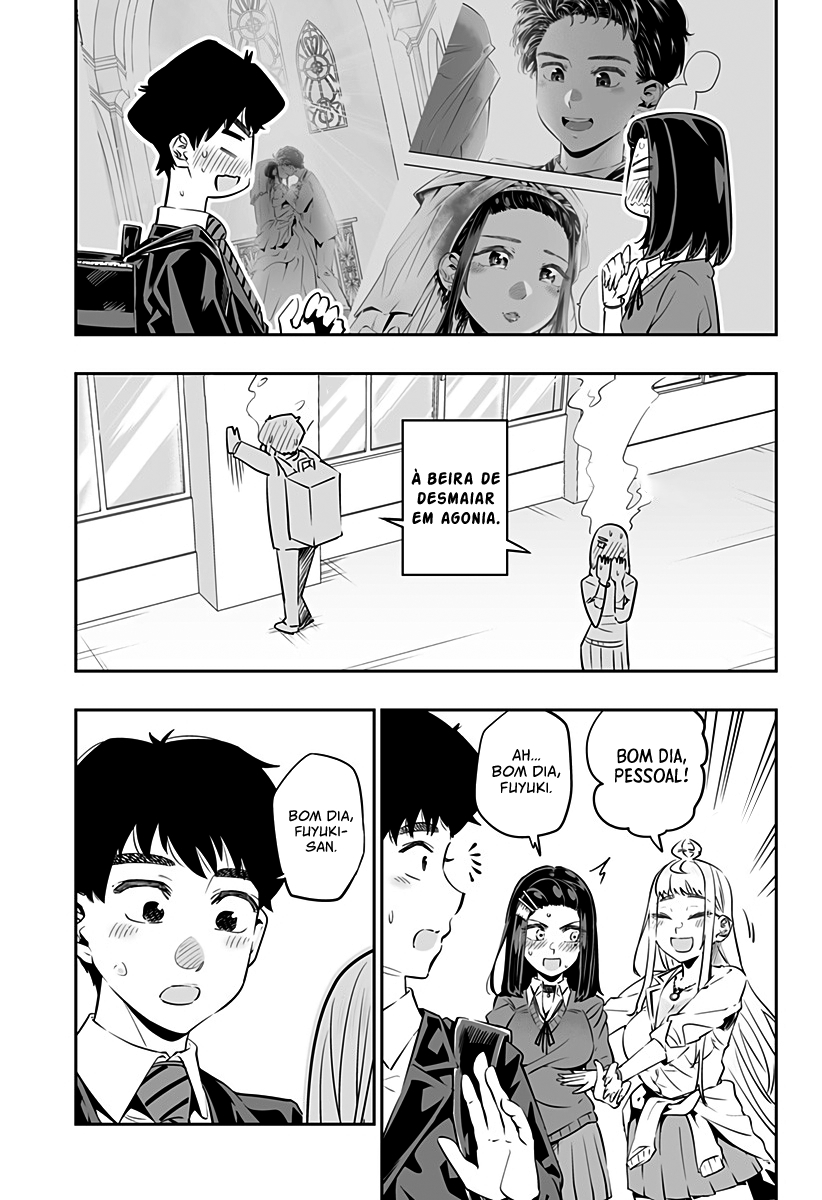 À BEIRA DE
DESMAIAR
EM AGONIA.
BOM DIA,
FUYUKI-
SAN.
AH...
BOM DIA,
FUYUKI.
BOM DIA,
PESSOAL!